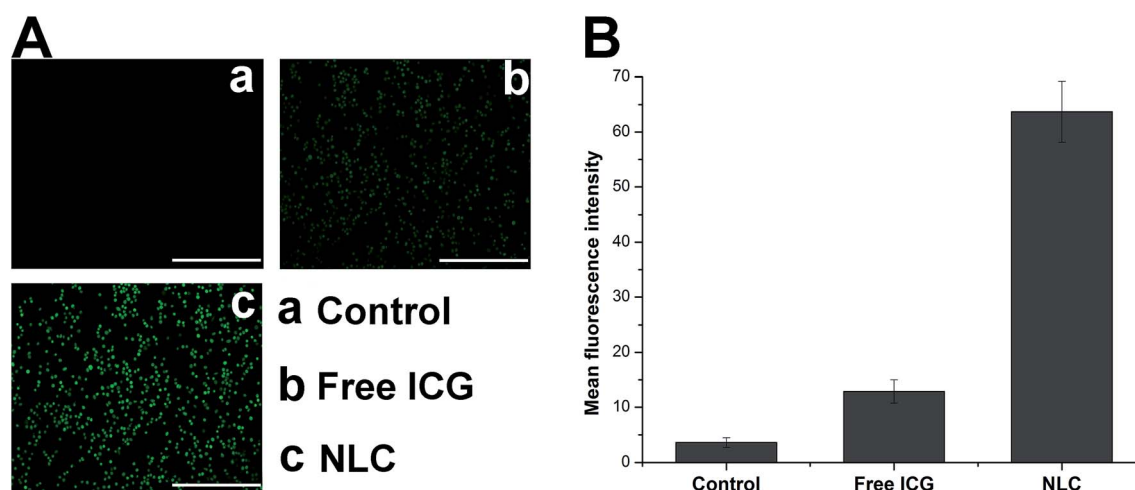 A
a
b
c
a Control
b Free ICG
c NLC
B
Mean fluorescence intensity
70
60
50
40
30
20
10
0
Control
Free ICG
NLC